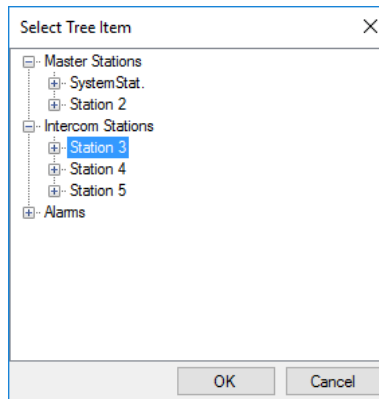 Select Tree Item
Master Stations
SystemStat.
Station 2
Intercom Stations
Station 3
Station 4
Station 5
Alarms
OK Cancel